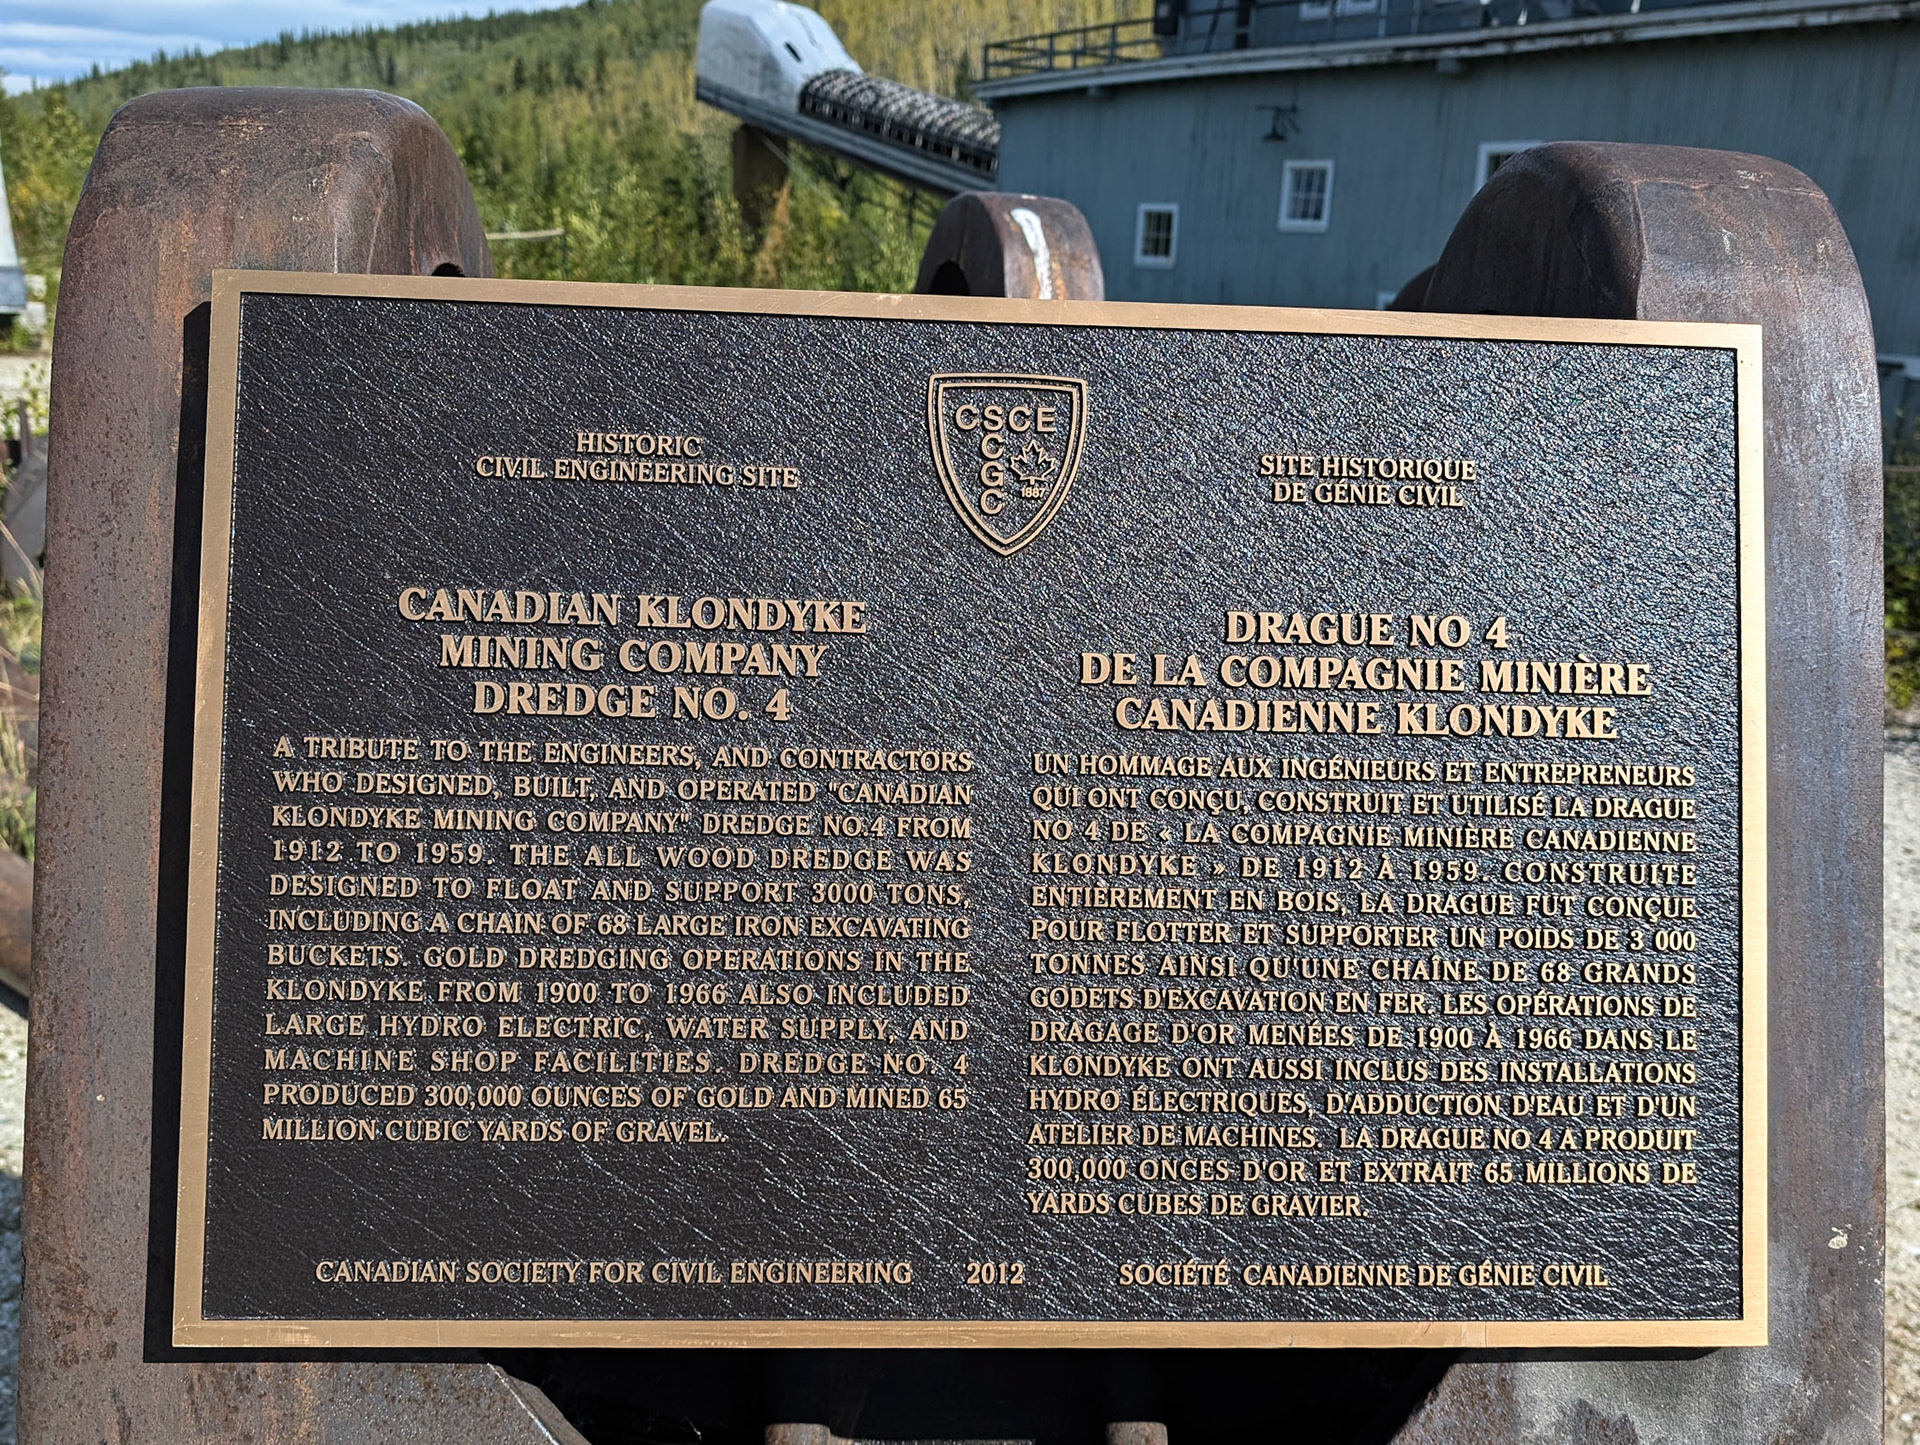 HISTORIC
CIVIL ENGINEERING SITE
CSCE
CGC
1887
SITE HISTORIQUE
DE GÉNIE CIVIL
CANADIAN KLONDYKE
MINING COMPANY
DREDGE NO. 4
A TRIBUTE TO THE ENGINEERS, AND CONTRACTORS
WHO DESIGNED, BUILT, AND OPERATED "CANADIAN
KLONDYKE MINING COMPANY" DREDGE NO.4 FROM
1912 TO 1959. THE ALL WOOD DREDGE WAS
DESIGNED TO FLOAT AND SUPPORT 3000 TONS,
INCLUDING A CHAIN OF 68 LARGE IRON EXCAVATING
BUCKETS. GOLD DREDGING OPERATIONS IN THE
KLONDYKE FROM 1900 TO 1966 ALSO INCLUDED
LARGE HYDRO ELECTRIC, WATER SUPPLY, AND
MACHINE SHOP FACILITIES. DREDGE NO. 4
PRODUCED 300,000 OUNCES OF GOLD AND MINED 65
MILLION CUBIC YARDS OF GRAVEL.
DRAGUE NO 4
DE LA COMPAGNIE MINIÈRE
CANADIENNE KLONDYKE
UN HOMMAGE AUX INGÉNIEURS ET ENTREPRENEURS
QUI ONT CONÇU, CONSTRUIT ET UTILISÉ LA DRAGUE
NO 4 DE « LA COMPAGNIE MINIÈRE CANADIENNE
KLONDYKE » DE 1912 À 1959. CONSTRUITE
ENTIÈREMENT EN BOIS, LA DRAGUE FUT CONÇUE
POUR FLOTTER ET SUPPORTER UN POIDS DE 3 000
TONNES AINSI QU'UNE CHAÎNE DE 68 GRANDS
GODETS D'EXCAVATION EN FER. LES OPÉRATIONS DE
DRAGAGE D'OR MENÉES DE 1900 À 1966 DANS LE
KLONDYKE ONT AUSSI INCLUS DES INSTALLATIONS
HYDRO ÉLECTRIQUES, D'ADDUCTION D'EAU ET D'UN
ATELIER DE MACHINES. LA DRAGUE NO 4 A PRODUIT
300,000 ONCES D'OR ET EXTRAIT 65 MILLIONS DE
YARDS CUBES DE GRAVIER.
CANADIAN SOCIETY FOR CIVIL ENGINEERING 2012 SOCIÉTÉ CANADIENNE DE GÉNIE CIVIL